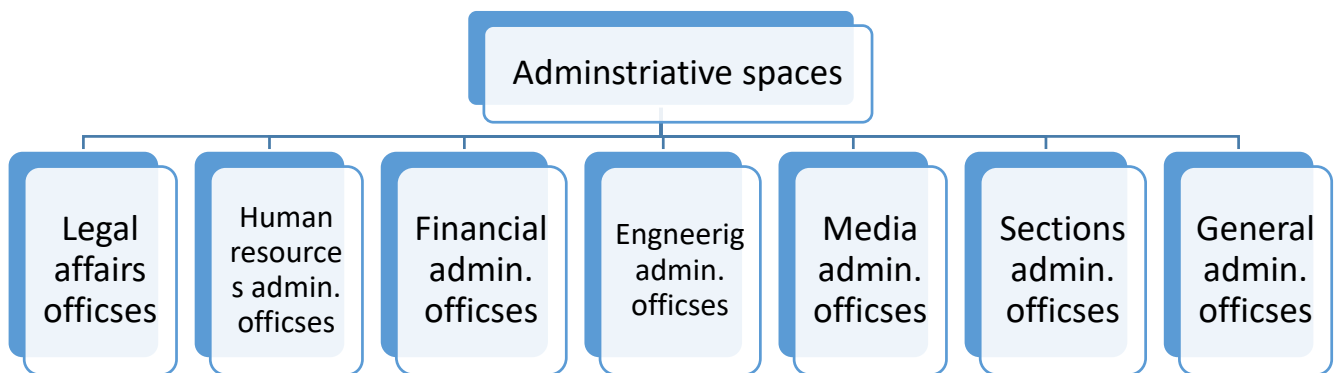 Adminstriative spaces
Legal
affairs
officses
Human
resource
s admin.
officses
Financial
admin.
officses
Engneerig
admin.
officses
Media
admin.
officses
Sections
admin.
officses
General
admin.
officses